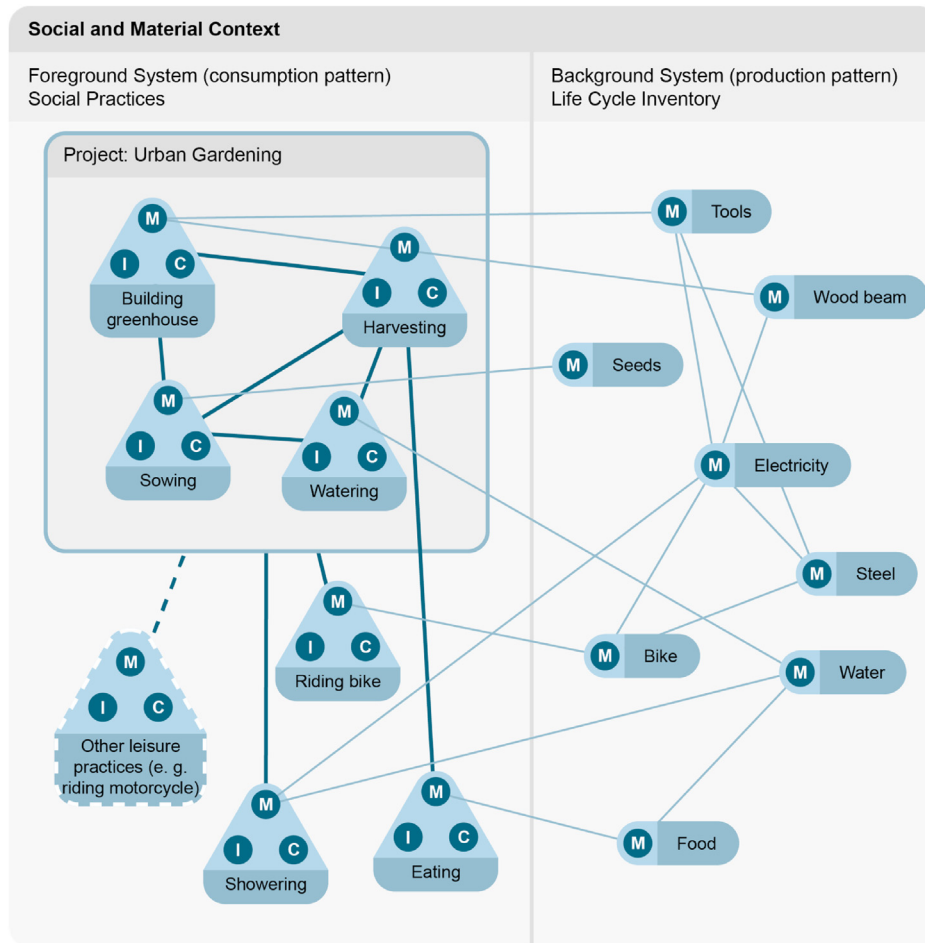 Social and Material Context
Foreground System (consumption pattern)
Social Practices
Background System (production pattern)
Life Cycle Inventory
Project: Urban Gardening
M
I
C
Building
greenhouse
M
I
C
Harvesting
M
I
C
Sowing
M
I
C
Watering
M
I
C
Other leisure
practices (e. g.
riding motorcycle)
M
I
C
Riding bike
M
I
C
Showering
M
I
C
Eating
M
Tools
M
Wood beam
M
Seeds
M
Electricity
M
Steel
M
Bike
M
Water
M
Food